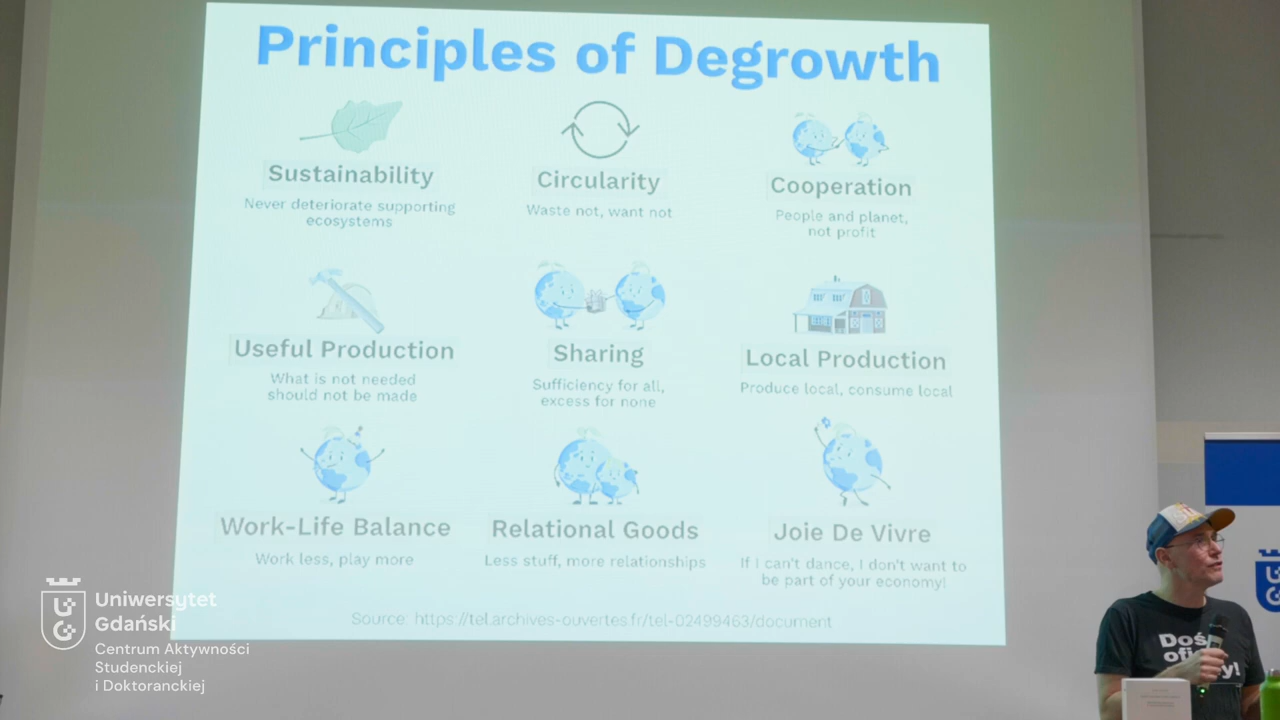 Principles of Degrowth
Sustainability
Never deteriorate supporting
ecosystems
Circularity
Waste not, want not
Cooperation
People and planet,
not profit
Useful Production
What is not needed
should not be made
Sharing
Sufficiency for all,
excess for none
Local Production
Produce local, consume local
Work-Life Balance
Work less, play more
Relational Goods
Less stuff, more relationships
Joie De Vivre
If I can't dance, I don't want to
be part of your economy!
Source: https://tel.archives-ouvertes.fr/tel-02499463/document
Uniwersytet
Gdański
Centrum Aktywności
Studenckiej
i Doktoranckiej